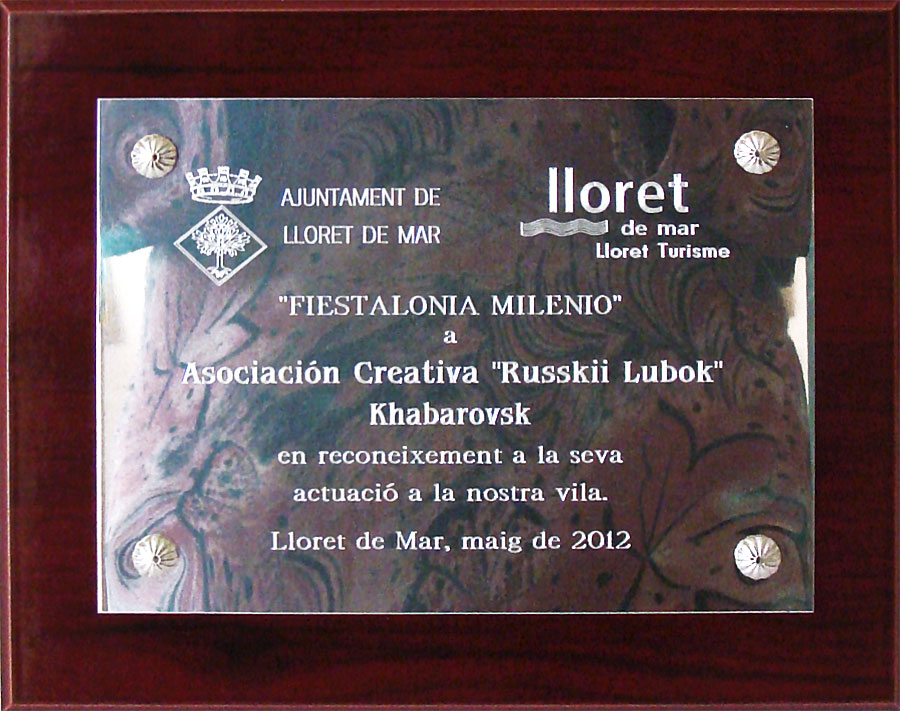 AJUNTAMENT DE
LLORET DE MAR
lloret
de mar
Lloret Turisme
"FIESTALONIA MILENIO"
a
Asociación Creativa "Russkii Lubok"
Khabarovsk
en reconeixement a la seva
actuació a la nostra vila.
Lloret de Mar, maig de 2012